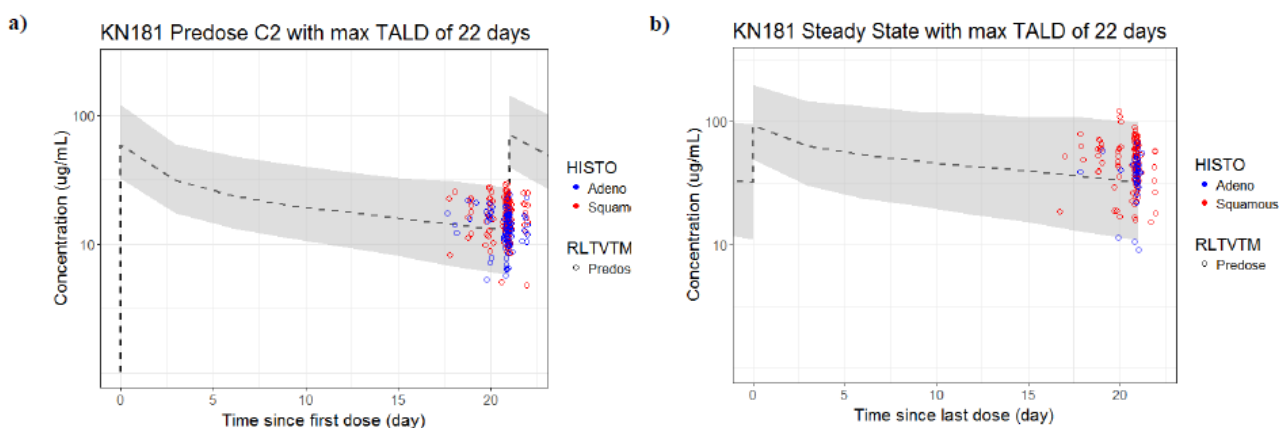 a)
KN181 Predose C2 with max TALD of 22 days
Concentration (ug/mL)
100
10
0
5
10
15
20
Time since first dose (day)
HISTO
Adeno
Squamo
RLTVTM
Predos
b)
KN181 Steady State with max TALD of 22 days
Concentration (ug/mL)
100
10
0
5
10
15
20
Time since last dose (day)
HISTO
Adeno
Squamous
RLTVTM
Predose